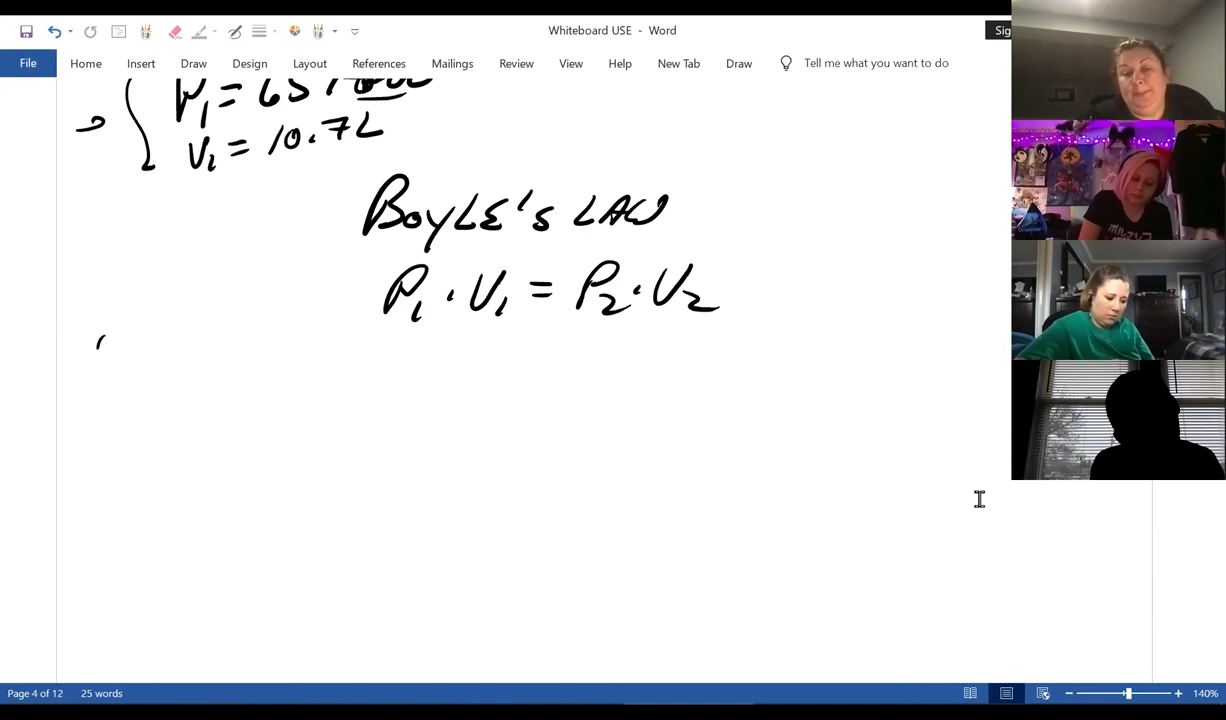 Whiteboard USE - Word
Sig
File Home Insert Draw Design Layout References Mailings Review View Help New Tab Draw Tell me what you want to do
P₁ =
V₁ = 10.7L
BOYLE's LAW
P₁ · V₁ = P₂ · V₂
Page 4 of 12 25 words 140%